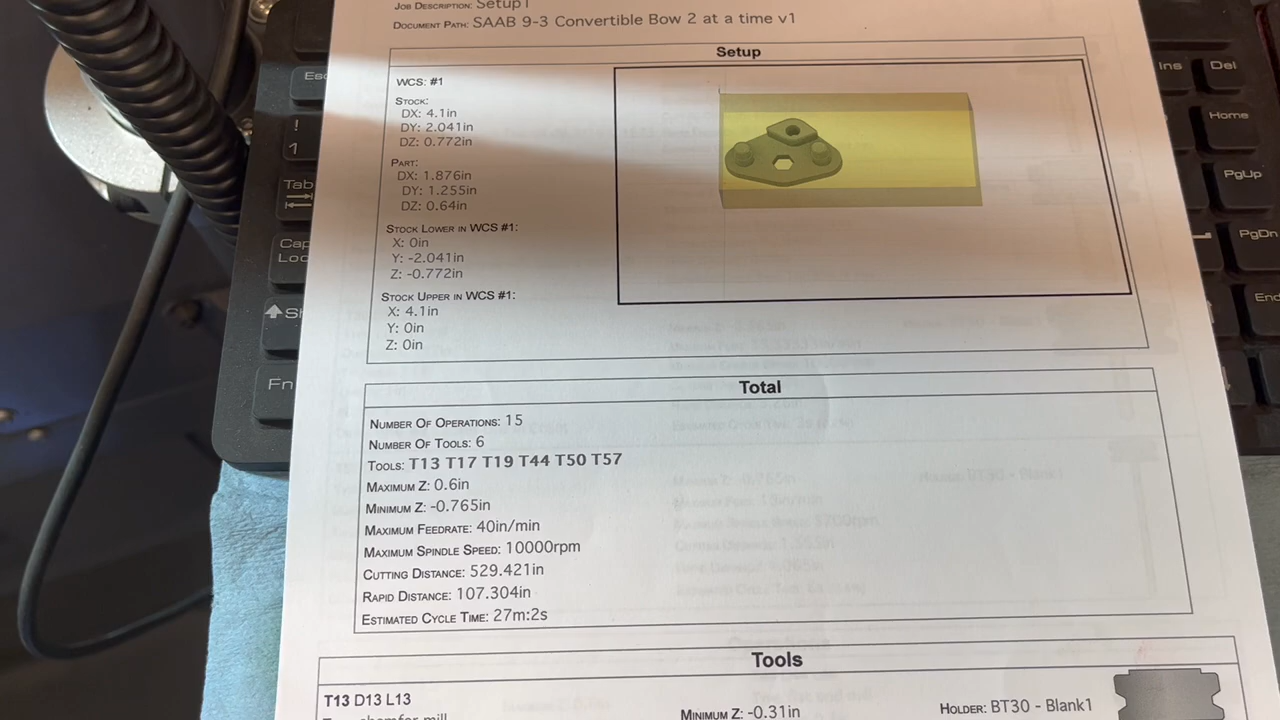 JOB DESCRIPTION: Setup1
DOCUMENT PATH: SAAB 9-3 Convertible Bow 2 at a time v1
Setup
WCS: #1
STOCK:
DX: 4.1in
DY: 2.041in
DZ: 0.772in
PART:
DX: 1.876in
DY: 1.255in
DZ: 0.64in
STOCK LOWER IN WCS #1:
X: 0in
Y: -2.041in
Z: -0.772in
STOCK UPPER IN WCS #1:
X: 4.1in
Y: 0in
Z: 0in
Total
NUMBER OF OPERATIONS: 15
NUMBER OF TOOLS: 6
TOOLS: T13 T17 T19 T44 T50 T57
MAXIMUM Z: 0.6in
MINIMUM Z: -0.765in
MAXIMUM FEEDRATE: 40in/min
MAXIMUM SPINDLE SPEED: 10000rpm
CUTTING DISTANCE: 529.421in
RAPID DISTANCE: 107.304in
ESTIMATED CYCLE TIME: 27m:2s
Tools
T13 D13 L13
MINIMUM Z: -0.31in
HOLDER: BT30 - Blank1
Esc
!
1
Tab
Cap
Loc
Fn
Ins
Del
Home
PgUp
PgDn
End